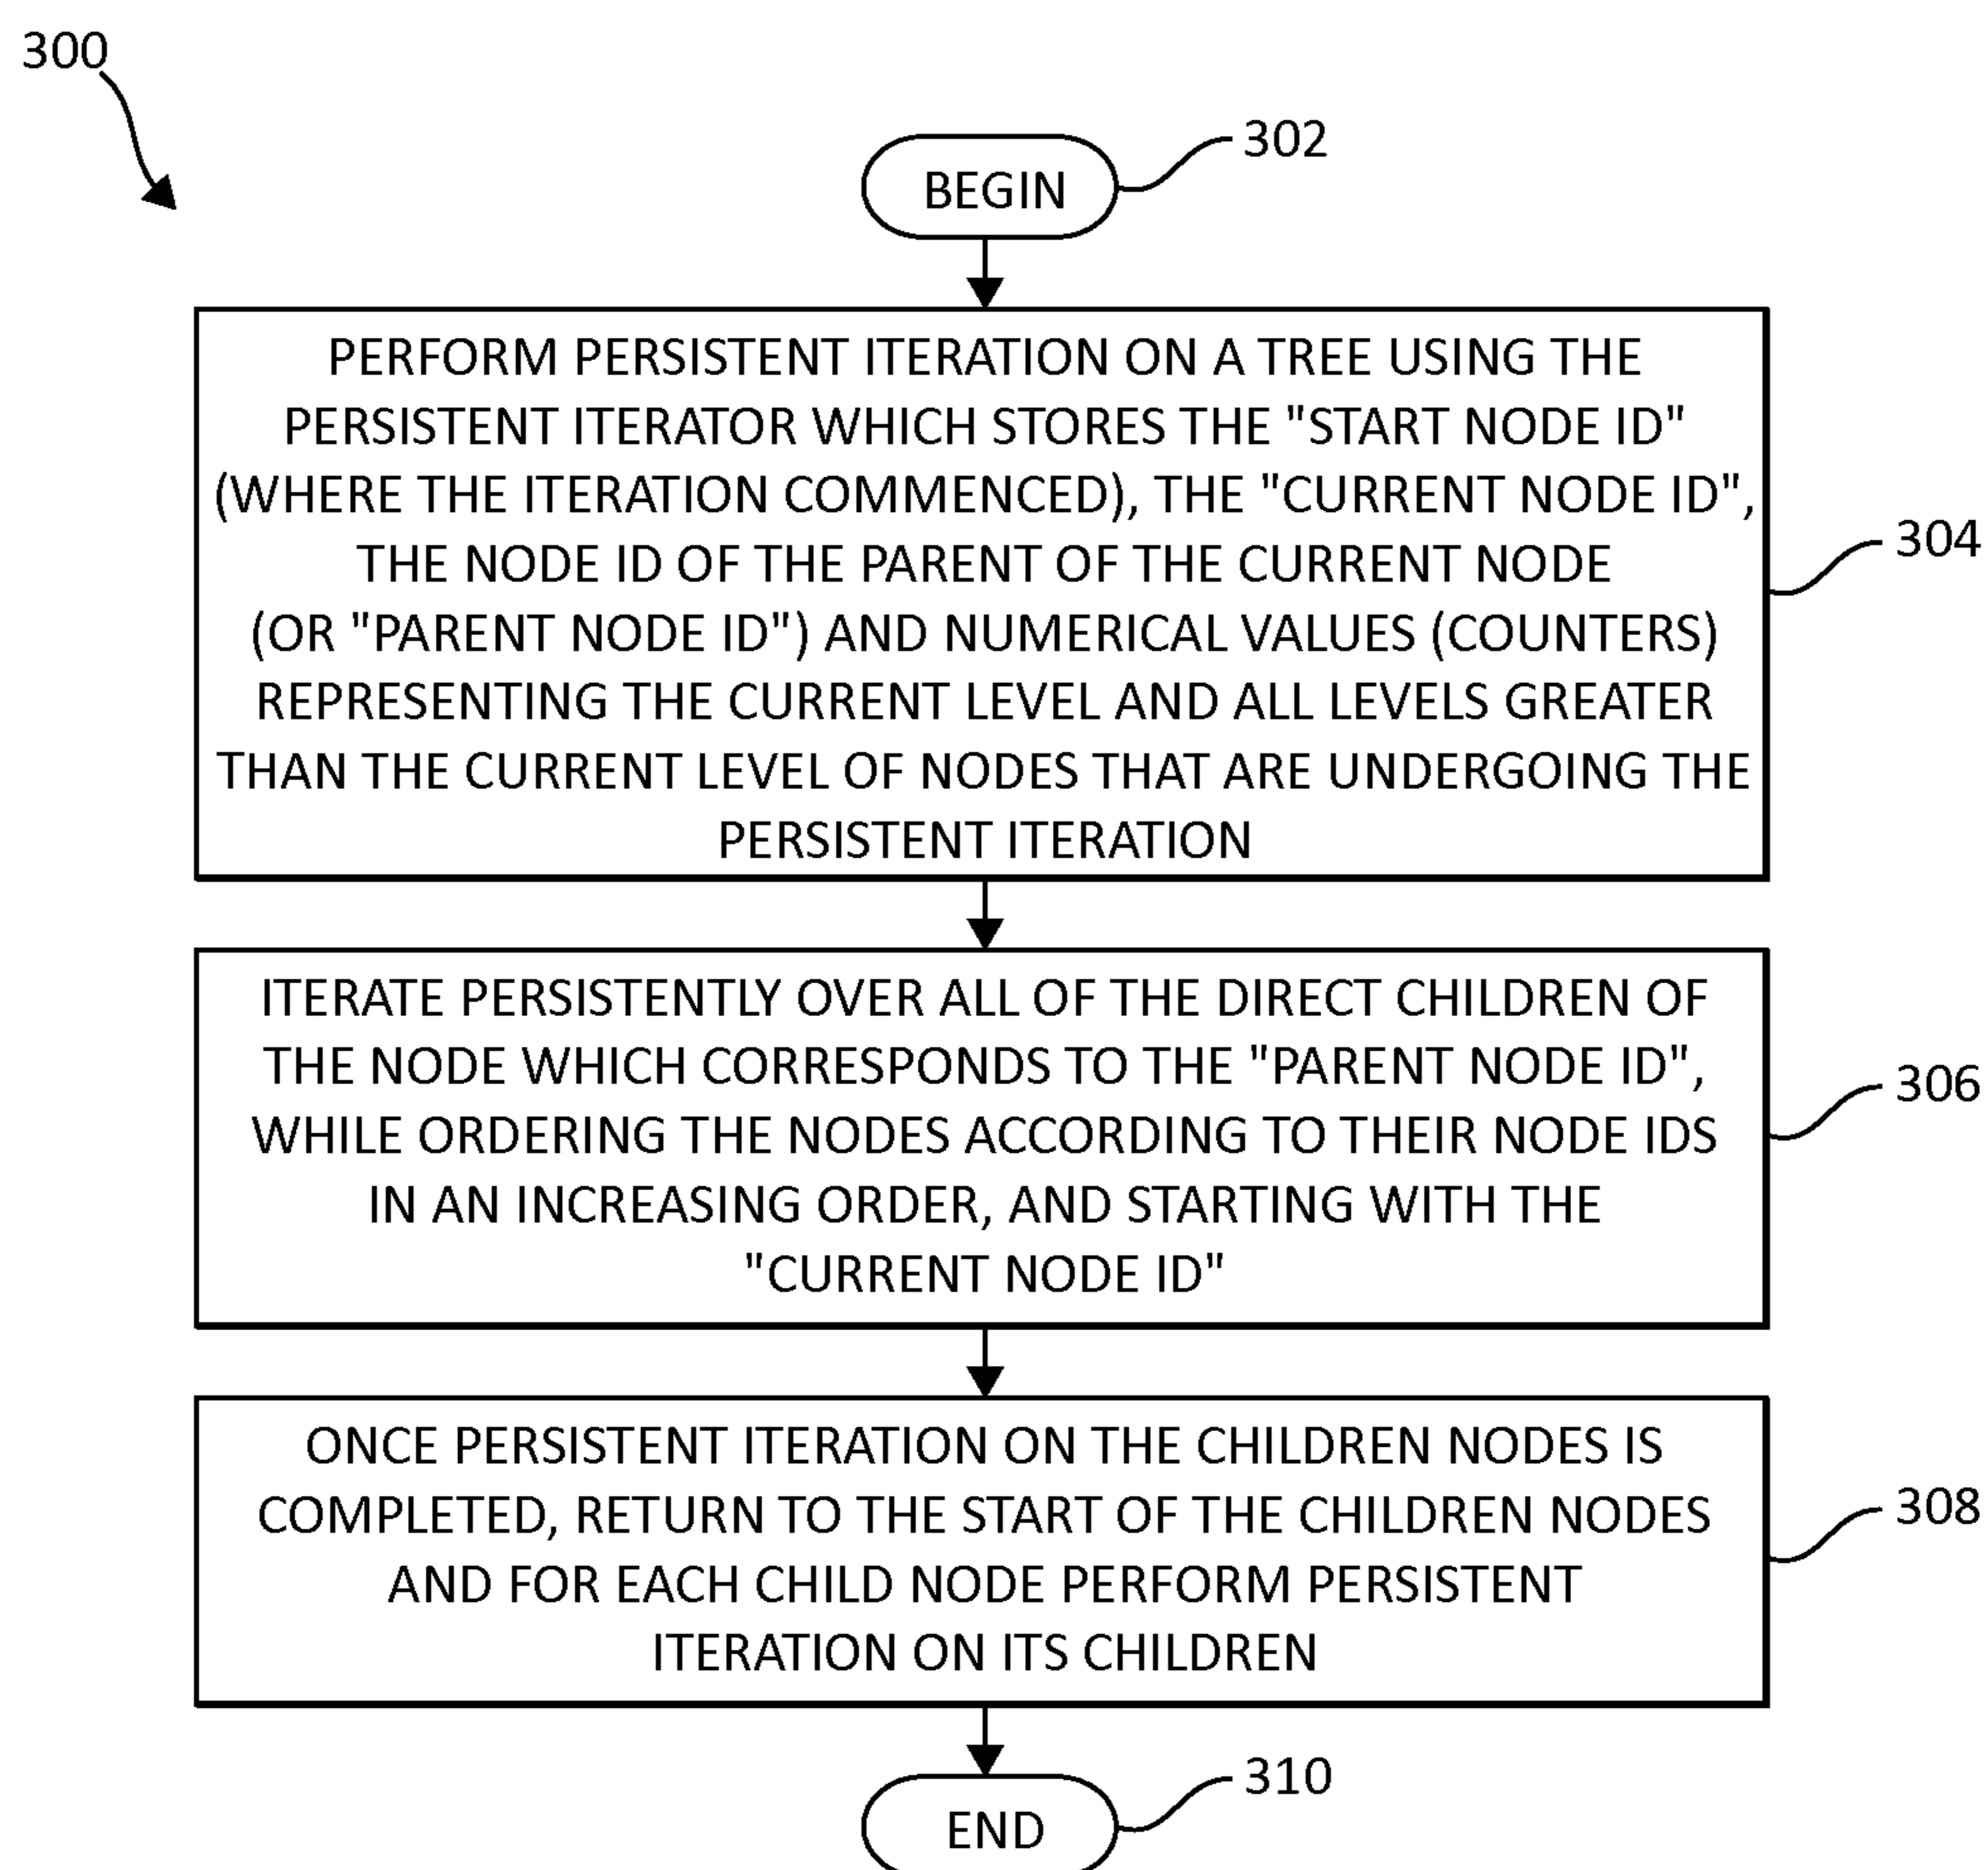 300
302
BEGIN
PERFORM PERSISTENT ITERATION ON A TREE USING THE
PERSISTENT ITERATOR WHICH STORES THE "START NODE ID"
(WHERE THE ITERATION COMMENCED), THE "CURRENT NODE ID",
THE NODE ID OF THE PARENT OF THE CURRENT NODE
(OR "PARENT NODE ID") AND NUMERICAL VALUES (COUNTERS)
REPRESENTING THE CURRENT LEVEL AND ALL LEVELS GREATER
THAN THE CURRENT LEVEL OF NODES THAT ARE UNDERGOING THE
PERSISTENT ITERATION
304
ITERATE PERSISTENTLY OVER ALL OF THE DIRECT CHILDREN OF
THE NODE WHICH CORRESPONDS TO THE "PARENT NODE ID",
WHILE ORDERING THE NODES ACCORDING TO THEIR NODE IDS
IN AN INCREASING ORDER, AND STARTING WITH THE
"CURRENT NODE ID"
306
ONCE PERSISTENT ITERATION ON THE CHILDREN NODES IS
COMPLETED, RETURN TO THE START OF THE CHILDREN NODES
AND FOR EACH CHILD NODE PERFORM PERSISTENT
ITERATION ON ITS CHILDREN
308
310
END